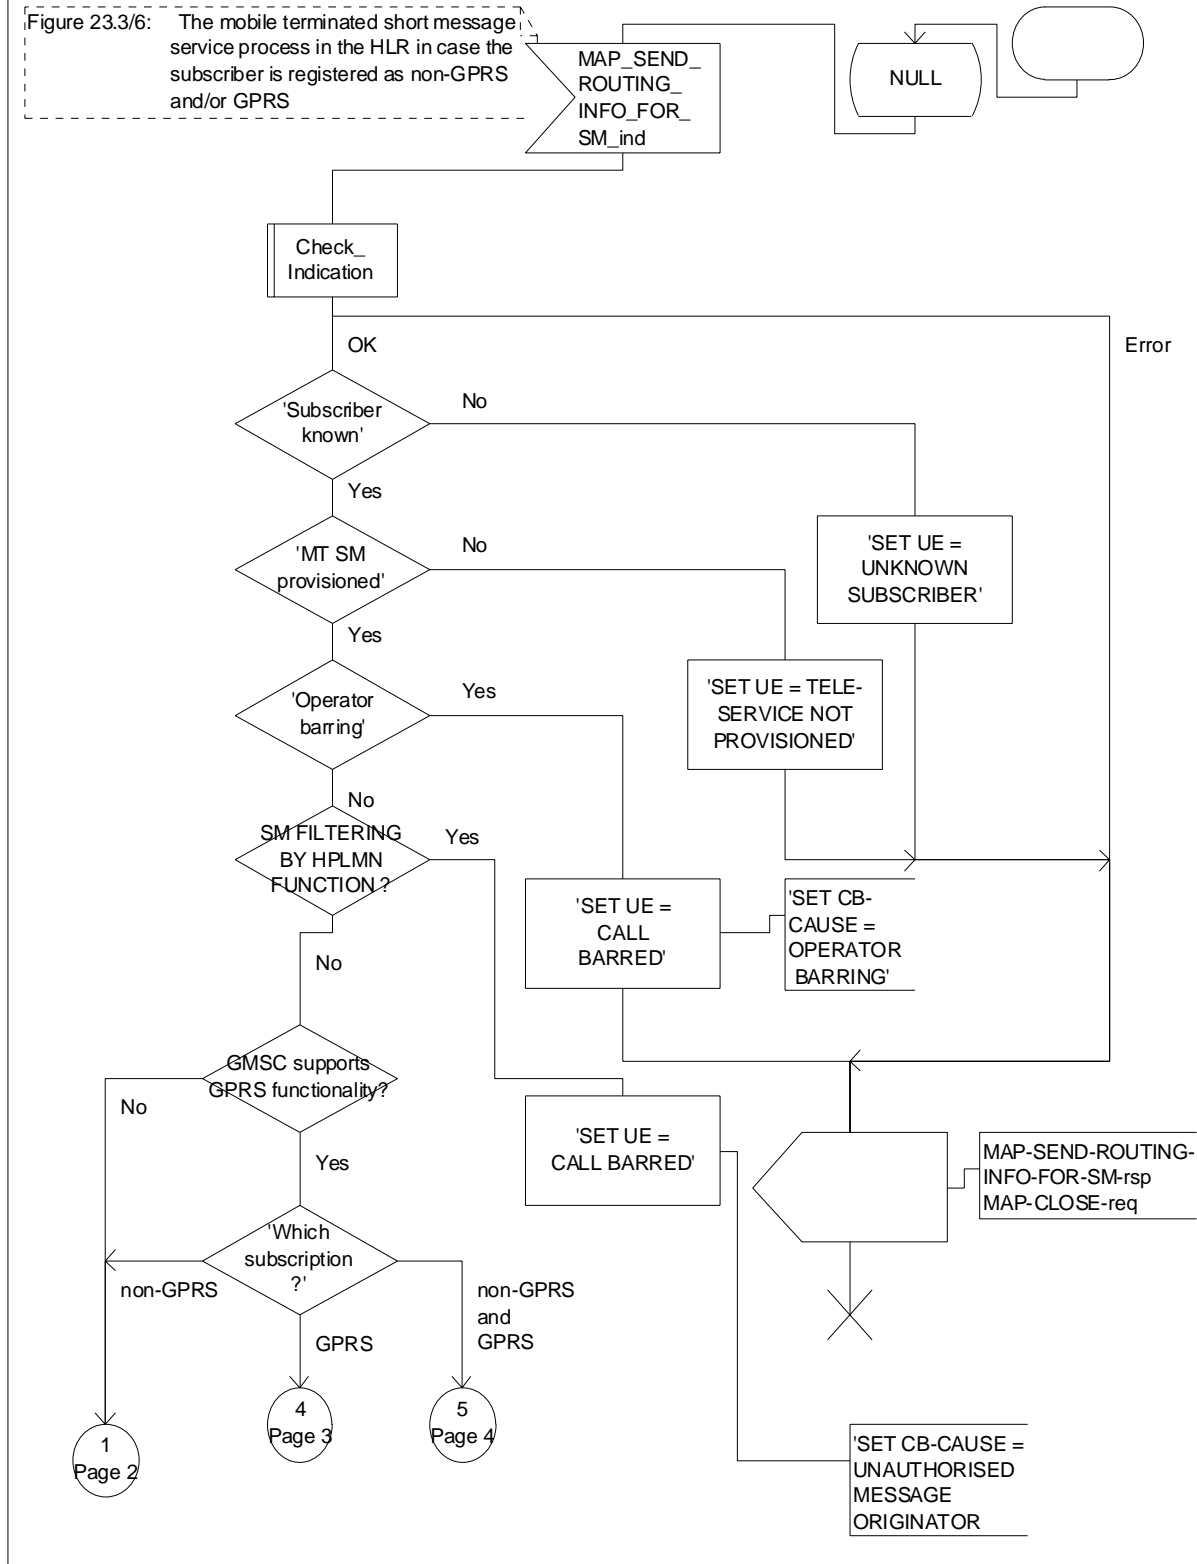 Figure 23.3/6: The mobile terminated short message
service process in the HLR in case the
subscriber is registered as non-GPRS
and/or GPRS
MAP_SEND_
ROUTING_
INFO_FOR_
SM_ind
NULL
Check_
Indication
OK
Error
'Subscriber
known'
No
Yes
'MT SM
provisioned'
No
'SET UE =
UNKNOWN
SUBSCRIBER'
Yes
'Operator
barring'
Yes
'SET UE = TELE-
SERVICE NOT
PROVISIONED'
No
SM FILTERING
BY HPLMN
FUNCTION ?
Yes
'SET UE =
CALL
BARRED'
'SET CB-
CAUSE =
OPERATOR
BARRING'
No
GMSC supports
GPRS functionality?
No
Yes
'SET UE =
CALL BARRED'
MAP-SEND-ROUTING-
INFO-FOR-SM-rsp
MAP-CLOSE-req
'Which
subscription
?'
non-GPRS
GPRS
non-GPRS
and
GPRS
1
Page 2
4
Page 3
5
Page 4
'SET CB-CAUSE =
UNAUTHORISED
MESSAGE
ORIGINATOR